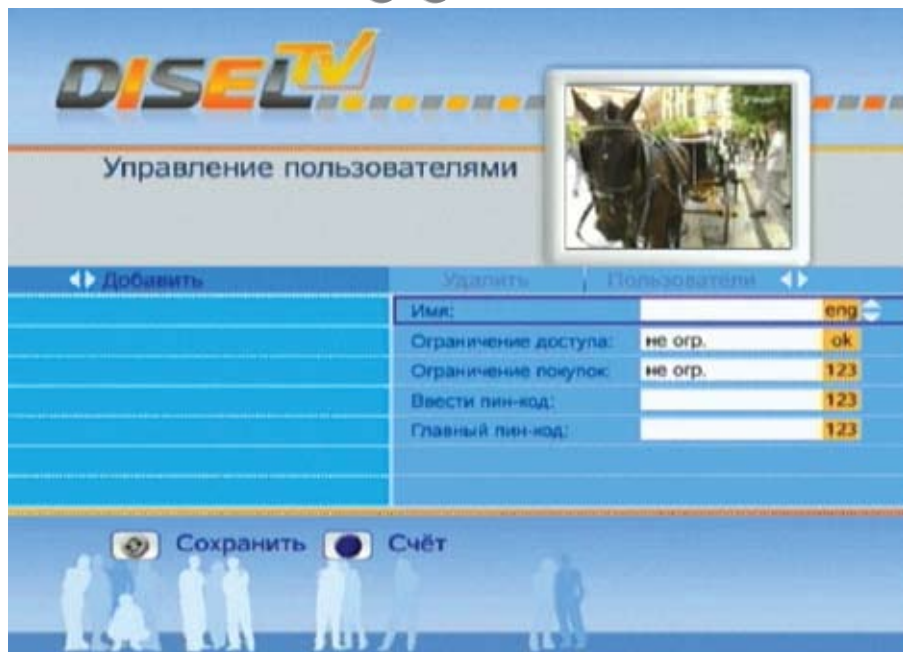 DISEL TV
Управление пользователями
Добавить Удалить Пользователи
Имя: eng
Ограничение доступа: не огр. ok
Ограничение покупок: не огр. 123
Ввести пин-код: 123
Главный пин-код: 123
Сохранить Счёт